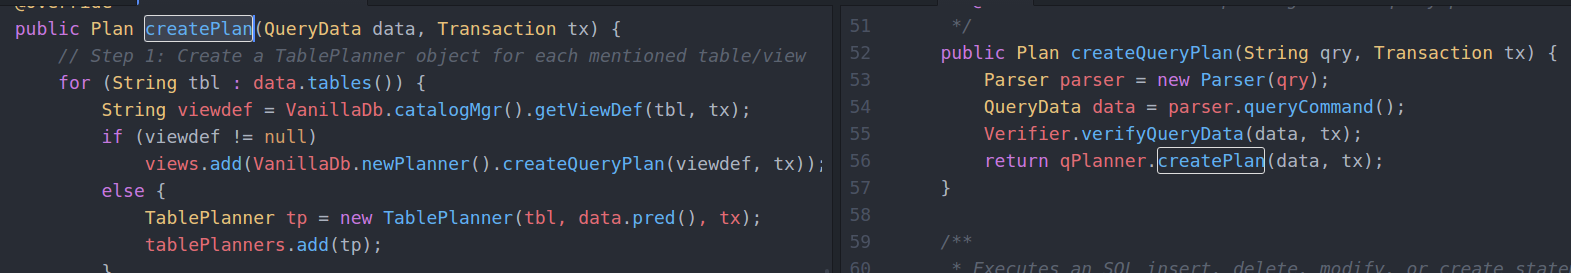 public Plan createPlan(QueryData data, Transaction tx) {
// Step 1: Create a TablePlanner object for each mentioned table/view
for (String tbl : data.tables()) {
String viewdef = VanillaDb.catalogMgr().getViewDef(tbl, tx);
if (viewdef != null)
views.add(VanillaDb.newPlanner().createQueryPlan(viewdef, tx));
else {
TablePlanner tp = new TablePlanner(tbl, data.pred(), tx);
tablePlanners.add(tp);
}
51 */
52 public Plan createQueryPlan(String qry, Transaction tx) {
53 Parser parser = new Parser(qry);
54 QueryData data = parser.queryCommand();
55 Verifier.verifyQueryData(data, tx);
56 return qPlanner.createPlan(data, tx);
57 }
58
59 /**
60 * Executes an SQL insert, delete, modify, or create state